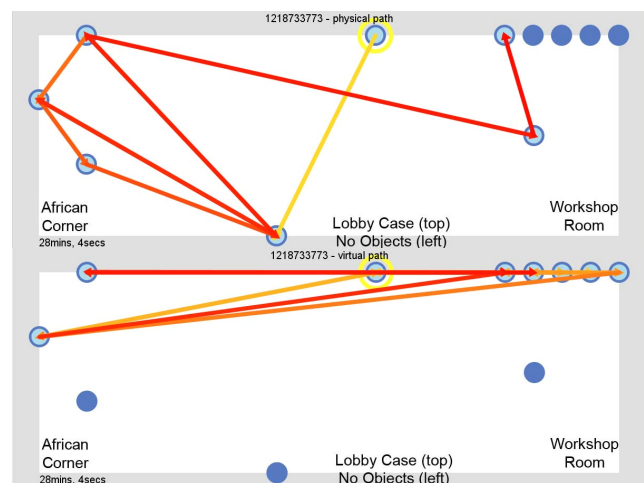 1218733773 - physical path
African
Corner
28mins, 4secs
Lobby Case (top)
No Objects (left)
Workshop
Room
1218733773 - virtual path
African
Corner
28mins, 4secs
Lobby Case (top)
No Objects (left)
Workshop
Room